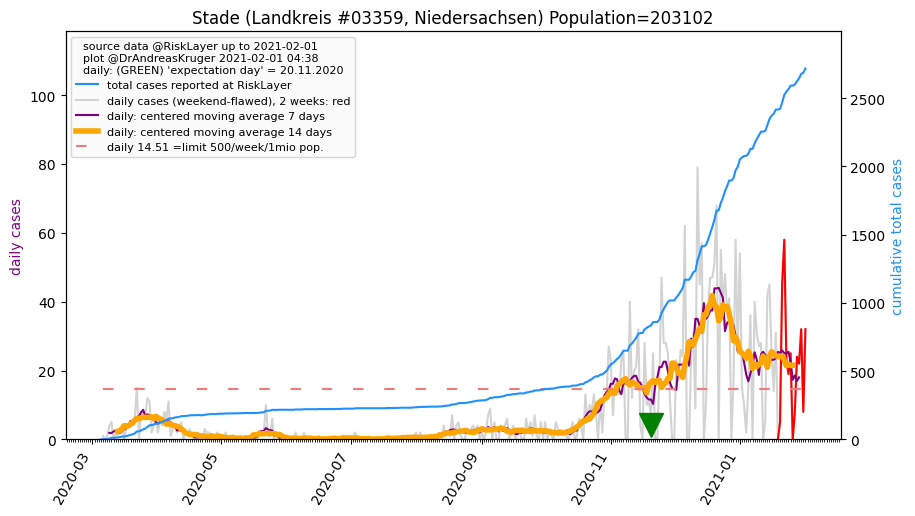 Stade (Landkreis #03359, Niedersachsen) Population=203102
source data @RiskLayer up to 2021-02-01
plot @DrAndreasKruger 2021-02-01 04:38
daily: (GREEN) 'expectation day' = 20.11.2020
total cases reported at RiskLayer
daily cases (weekend-flawed), 2 weeks: red
daily: centered moving average 7 days
daily: centered moving average 14 days
daily 14.51 =limit 500/week/1mio pop.
daily cases
100
80
60
40
20
0
cumulative total cases
2500
2000
1500
1000
500
0
2020-03
2020-05
2020-07
2020-09
2020-11
2021-01